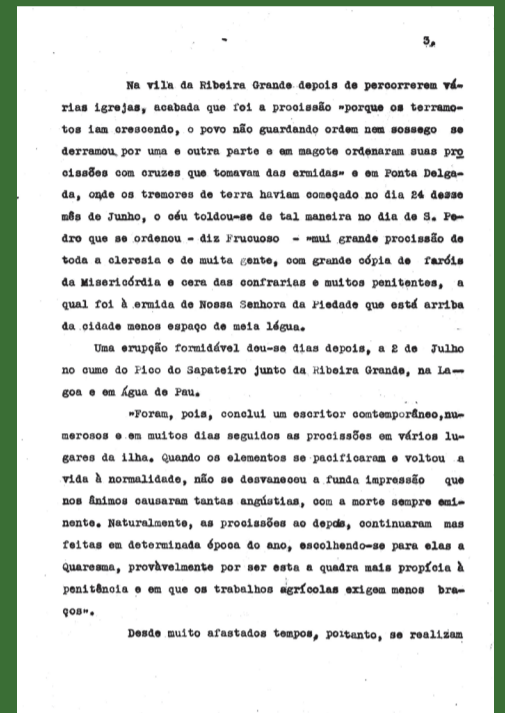 3.
Na vila da Ribeira Grande depois de percorrerem vá-
rias igrejas, acabada que foi a procissão "porque os terramo-
tos iam crescendo, o povo não guardando ordem nem sossego se
derramou por uma e outra parte e em magote ordenaram suas pro
cissões com cruzes que tomavam das ermidas" e em Ponta Delga-
da, onde os tremores de terra haviam começado no dia 24 desse
mês de Junho, o céu toldou-se de tal maneira no dia de S. Pe-
dro que se ordenou - diz Frucuoso - "mui grande procissão de
toda a cleresia e de muita gente, com grande cópia de faróis
da Misericórdia e cera das confrarias e muitos penitentes, a
qual foi à ermida de Nossa Senhora da Piedade que está arriba
da cidade menos espaço de meia légua.
Uma erupção formidável deu-se dias depois, a 2 de Julho
no cume do Pico do Sapateiro junto da Ribeira Grande, na La-
goa e em Água de Pau.
"Foram, pois, conclui um escritor comtemporâneo,nu-
merosos e em muitos dias seguidos as procissões em vários lu-
gares da ilha. Quando os elementos se pacificaram e voltou a
vida à normalidade, não se desvaneceu a funda impressão que
nos ânimos causaram tantas angústias, com a morte sempre emi-
nente. Naturalmente, as procissões ao depois, continuaram mas
feitas em determinada época do ano, escolhendo-se para elas a
Quaresma, provàvelmente por ser esta a quadra mais propícia à
penitência e em que os trabalhos agrícolas exigem menos bra-
ços".
Desde muito afastados tempos, portanto, se realizam